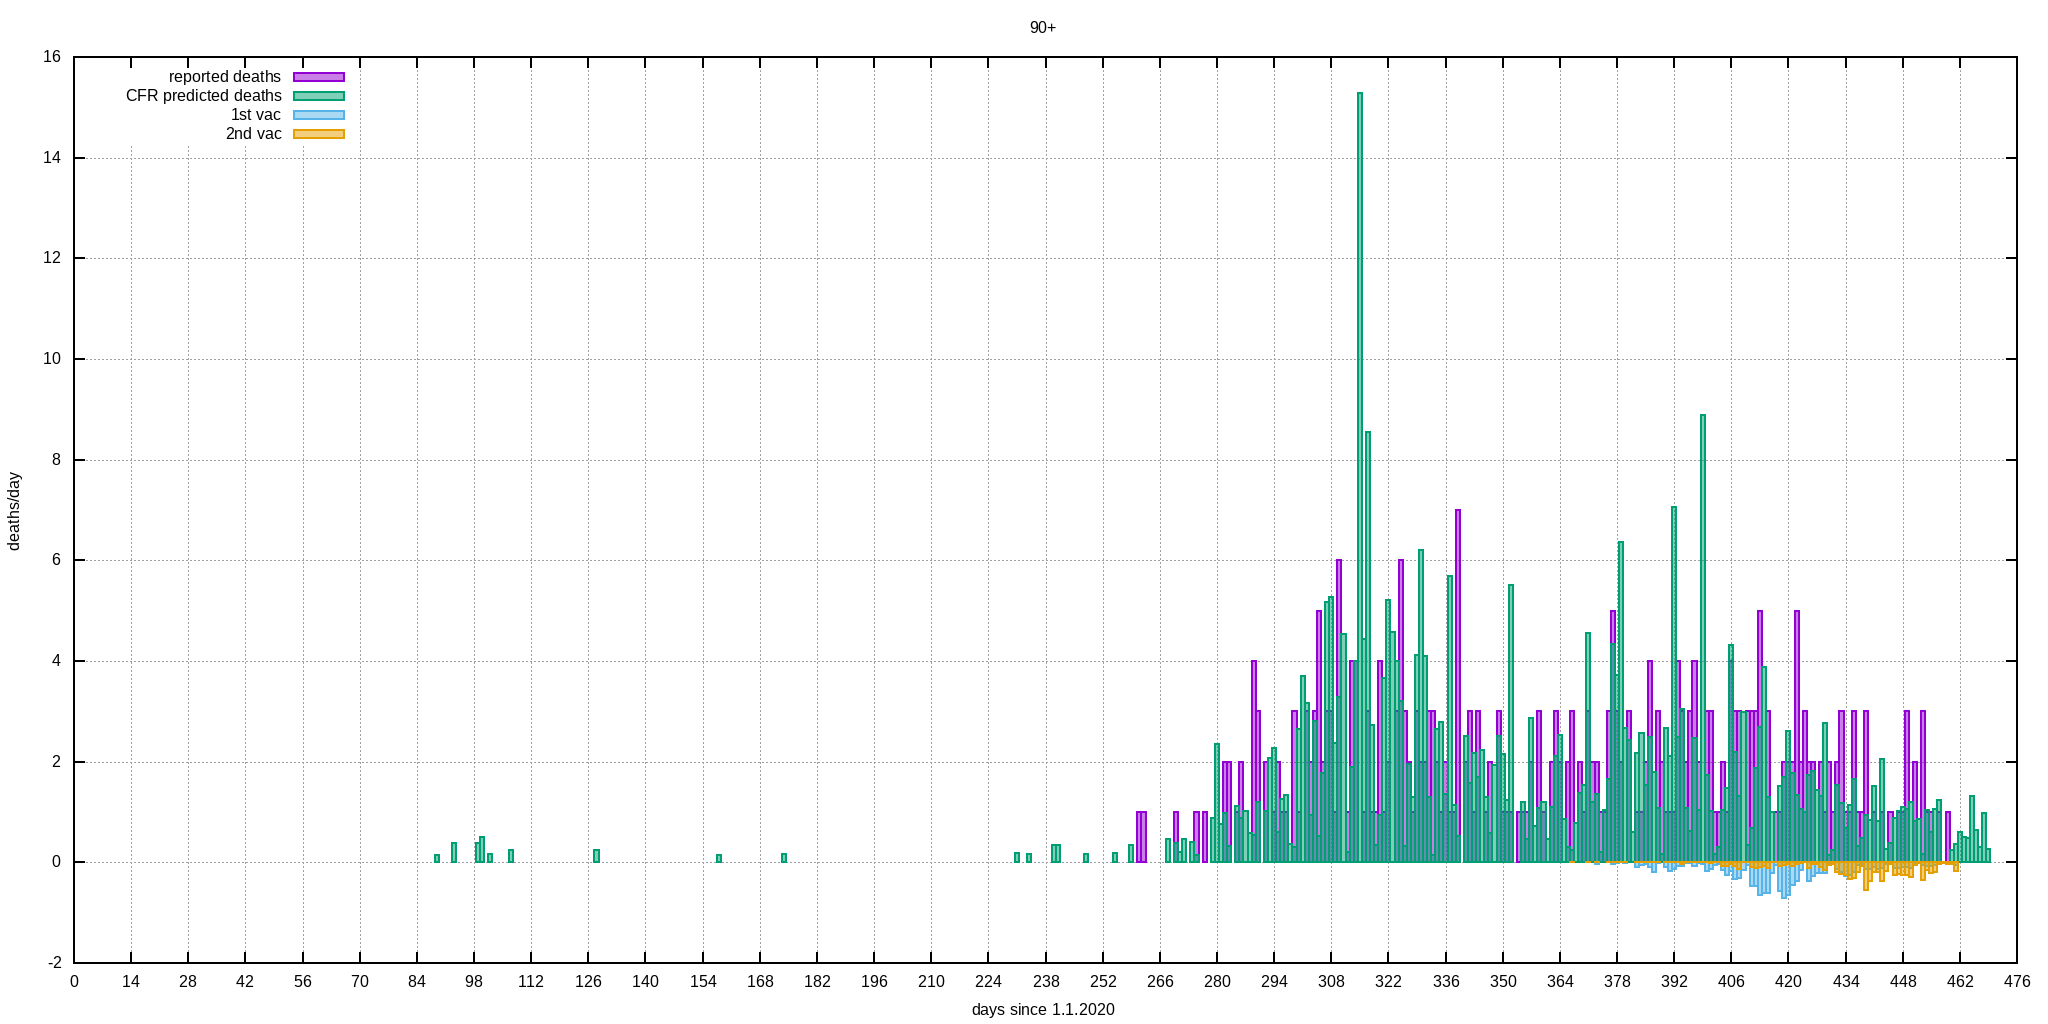 90+
reported deaths
CFR predicted deaths
1st vac
2nd vac
16
14
12
10
8
6
4
2
0
-2
deaths/day
0 14 28 42 56 70 84 98 112 126 140 154 168 182 196 210 224 238 252 266 280 294 308 322 336 350 364 378 392 406 420 434 448 462 476
days since 1.1.2020